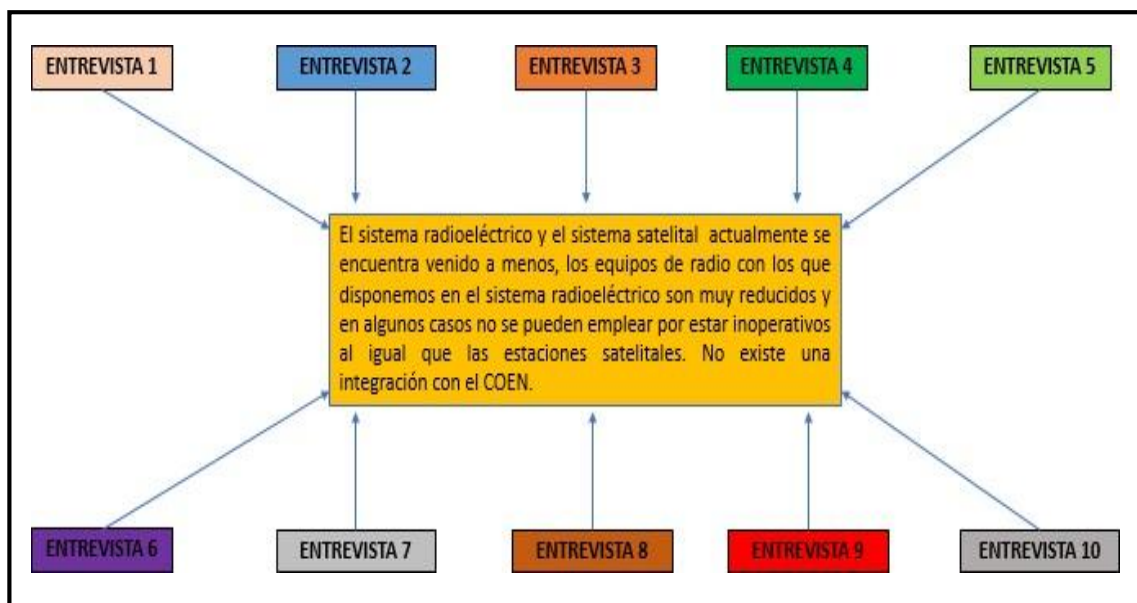 ENTREVISTA 1
ENTREVISTA 2
ENTREVISTA 3
ENTREVISTA 4
ENTREVISTA 5
El sistema radioeléctrico y el sistema satelital actualmente se
encuentra venido a menos, los equipos de radio con los que
disponemos en el sistema radioeléctrico son muy reducidos y
en algunos casos no se pueden emplear por estar inoperativos
al igual que las estaciones satelitales. No existe una
integración con el COEN.
ENTREVISTA 6
ENTREVISTA 7
ENTREVISTA 8
ENTREVISTA 9
ENTREVISTA 10